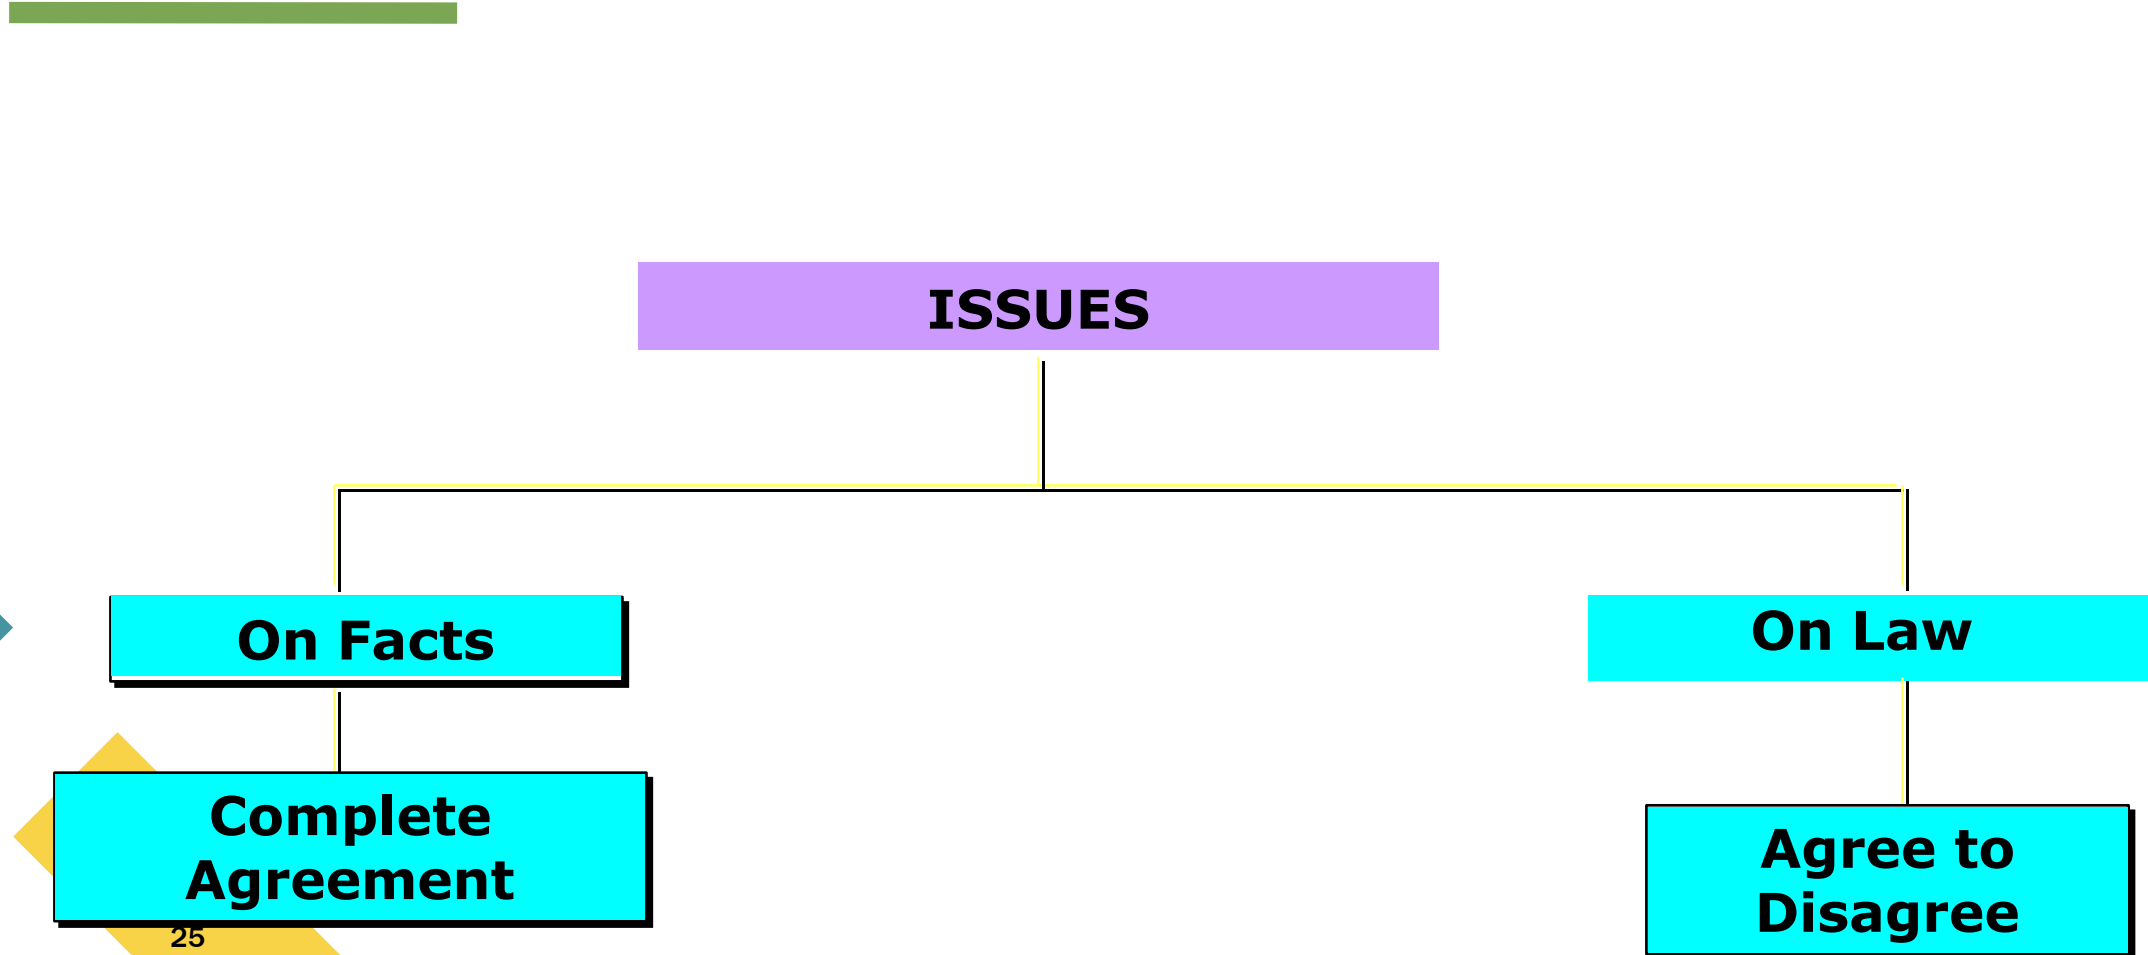 ISSUES
On Facts
On Law
Complete
Agreement
Agree to
Disagree
25